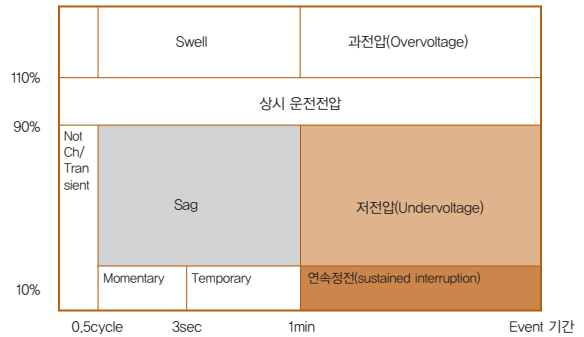 Swell
과전압(Overvoltage)
110%
상시 운전전압
90%
Not
Ch/
Tran
sient
Sag
저전압(Undervoltage)
Momentary
Temporary
연속정전(sustained interruption)
10%
0.5cycle
3sec
1min
Event 기간